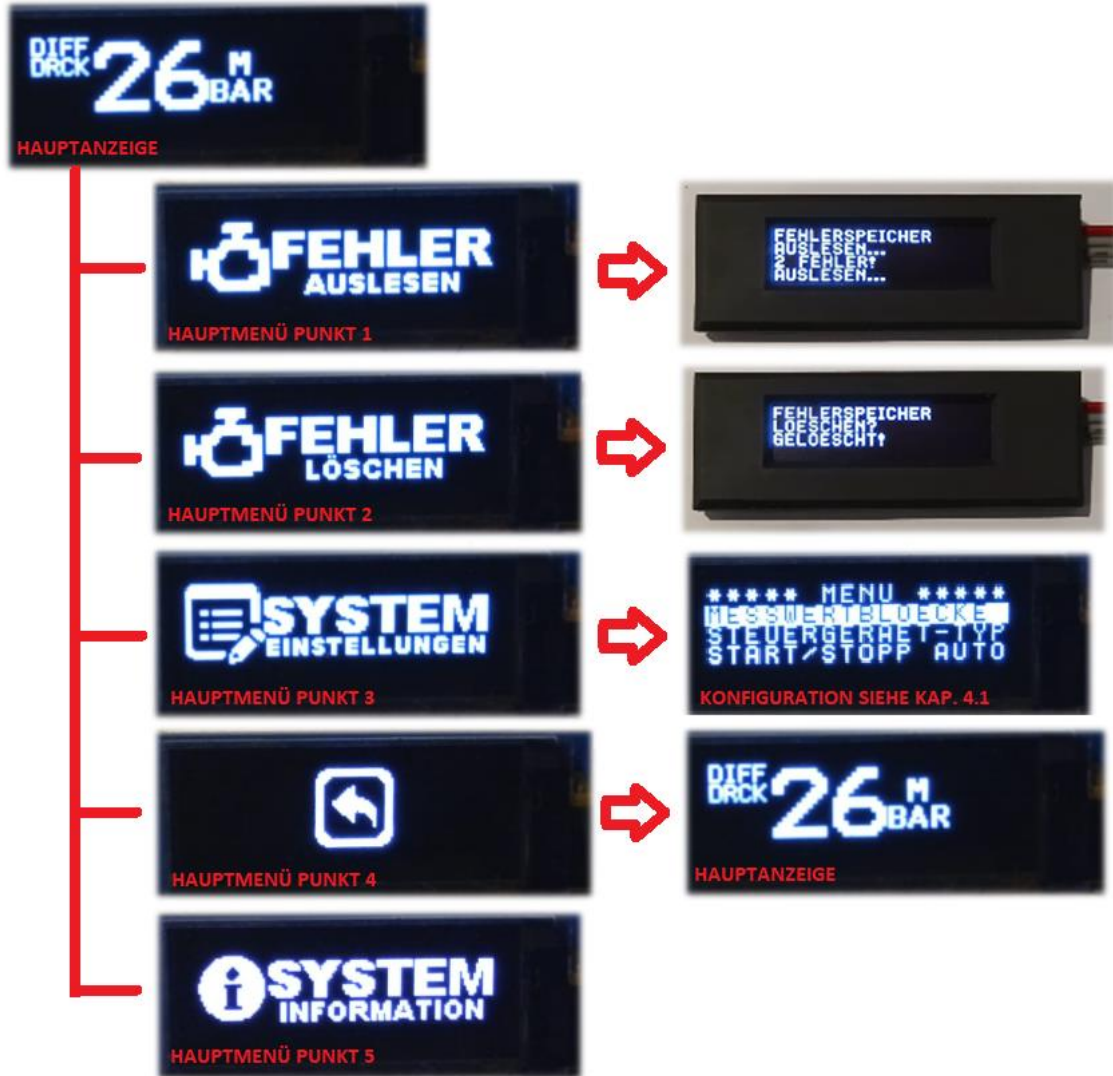 DIFF
DRCK 26 M
BAR
HAUPTANZEIGE
FEHLER
AUSLESEN
HAUPTMENÜ PUNKT 1
FEHLERSPEICHER
AUSLESEN...
2 FEHLER!
AUSLESEN...
FEHLER
LÖSCHEN
HAUPTMENÜ PUNKT 2
FEHLERSPEICHER
LOESCHEN?
GELOESCHT!
SYSTEM
EINSTELLUNGEN
HAUPTMENÜ PUNKT 3
***** MENU *****
MESSWERTBLOECKE
STEUERGERAET-TYP
START/STOPP AUTO
KONFIGURATION SIEHE KAP. 4.1
HAUPTMENÜ PUNKT 4
DIFF
DRCK 26 M
BAR
HAUPTANZEIGE
i SYSTEM
INFORMATION
HAUPTMENÜ PUNKT 5